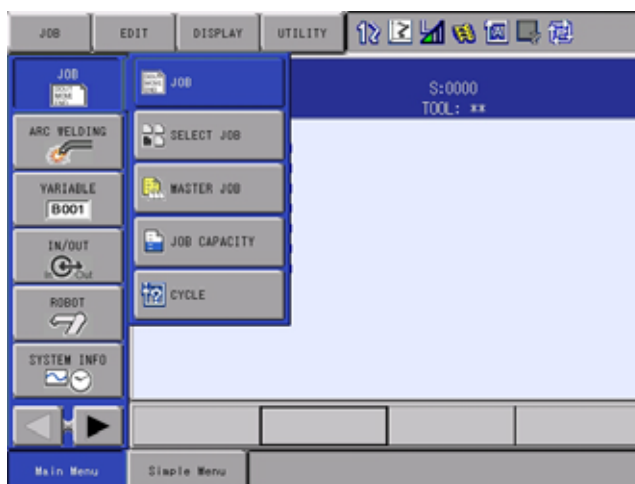 JOB EDIT DISPLAY UTILITY
JOB
JOB
S:0000
TOOL: **
ARC WELDING
SELECT JOB
VARIABLE
B001
MASTER JOB
IN/OUT
In Out
JOB CAPACITY
ROBOT
CYCLE
SYSTEM INFO
Main Menu Simple Menu